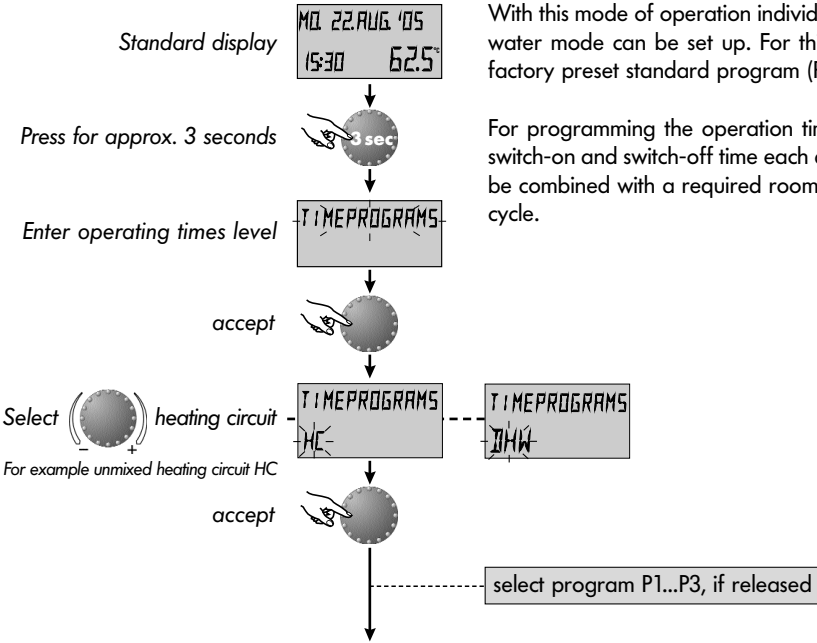 Standard display
MO. 22.AUG. '05
15:30 62.5°
With this mode of operation
water mode can be set up. For
factory preset standard program
Press for approx. 3 seconds
3 sec
For programming the operation
switch-on and switch-off time each
be combined with a required room
cycle.
Enter operating times level
TIMEPROGRAMS
accept
Select - + heating circuit
TIMEPROGRAMS
HC
TIMEPROGRAMS
DHW
For example unmixed heating circuit HC
accept
select program P1...P3, if released